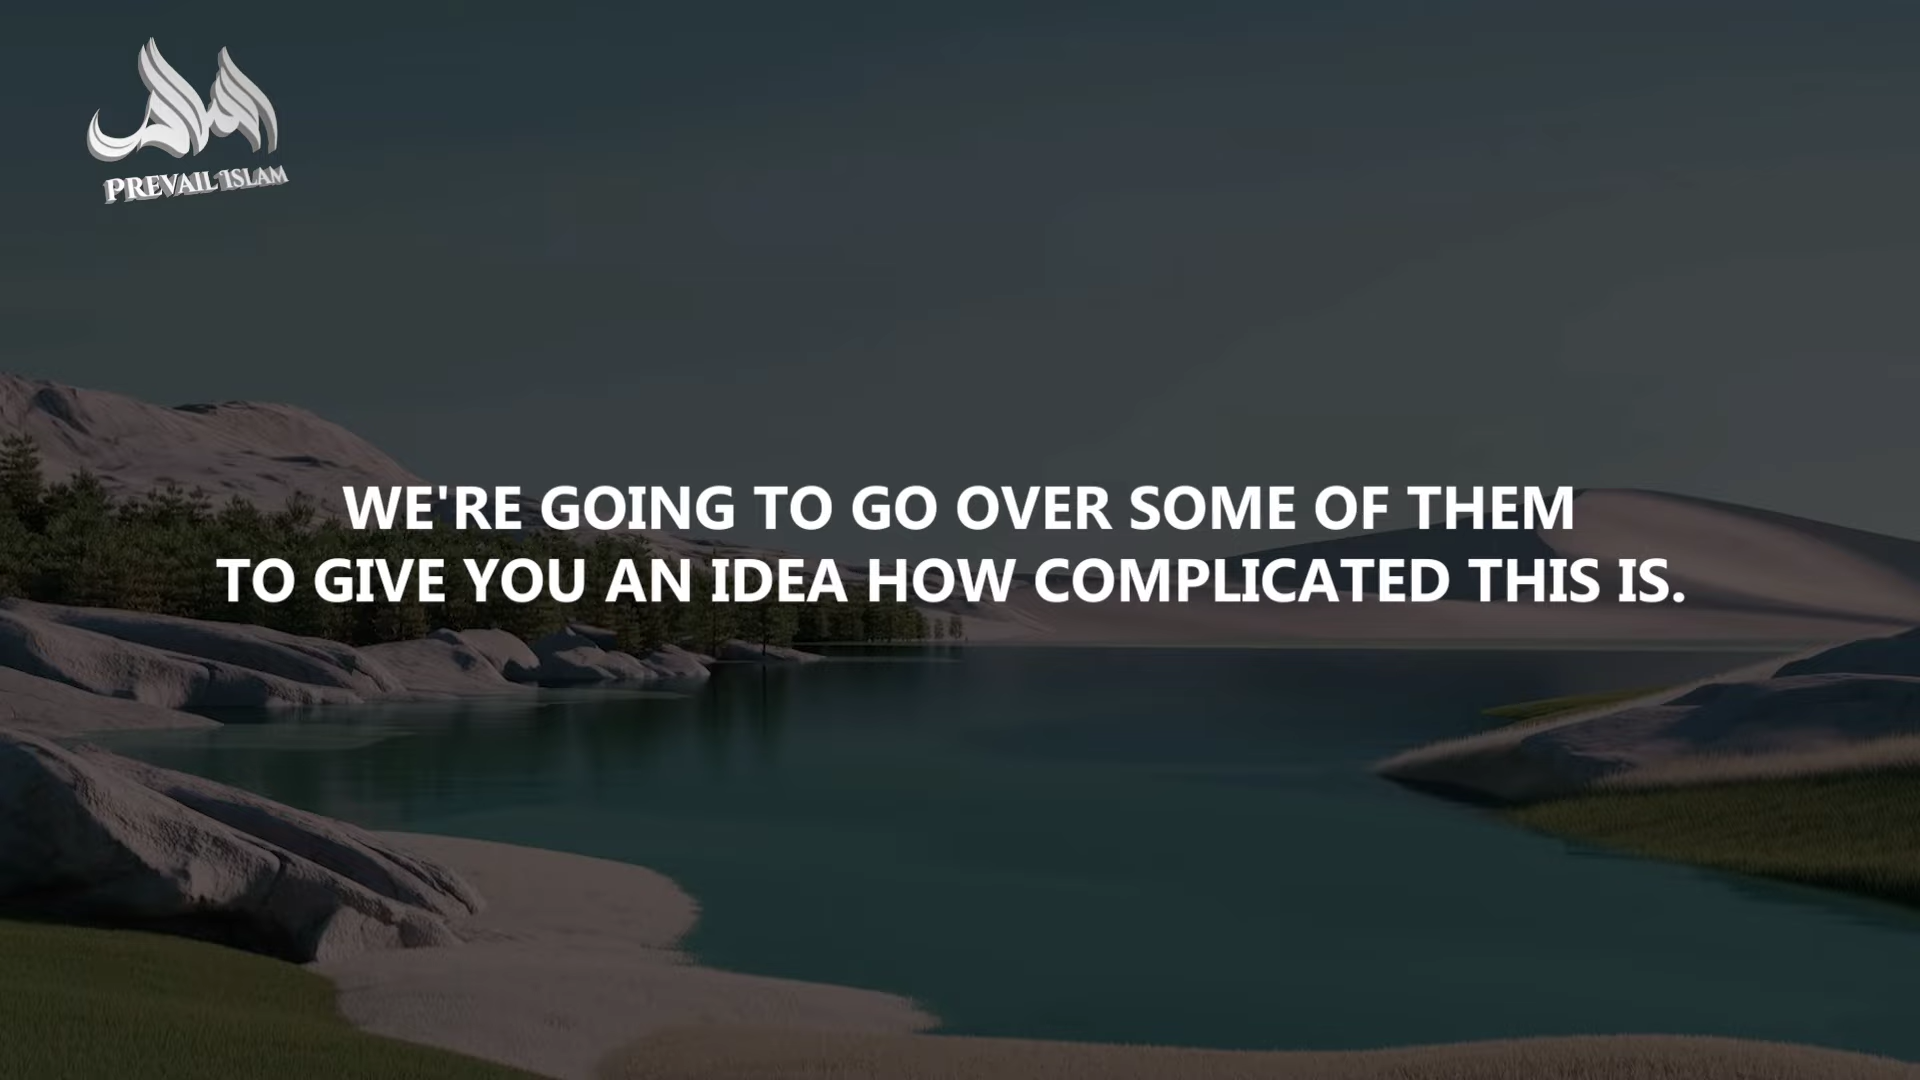 PREVAIL ISLAM
WE'RE GOING TO GO OVER SOME OF THEM
TO GIVE YOU AN IDEA HOW COMPLICATED THIS IS.